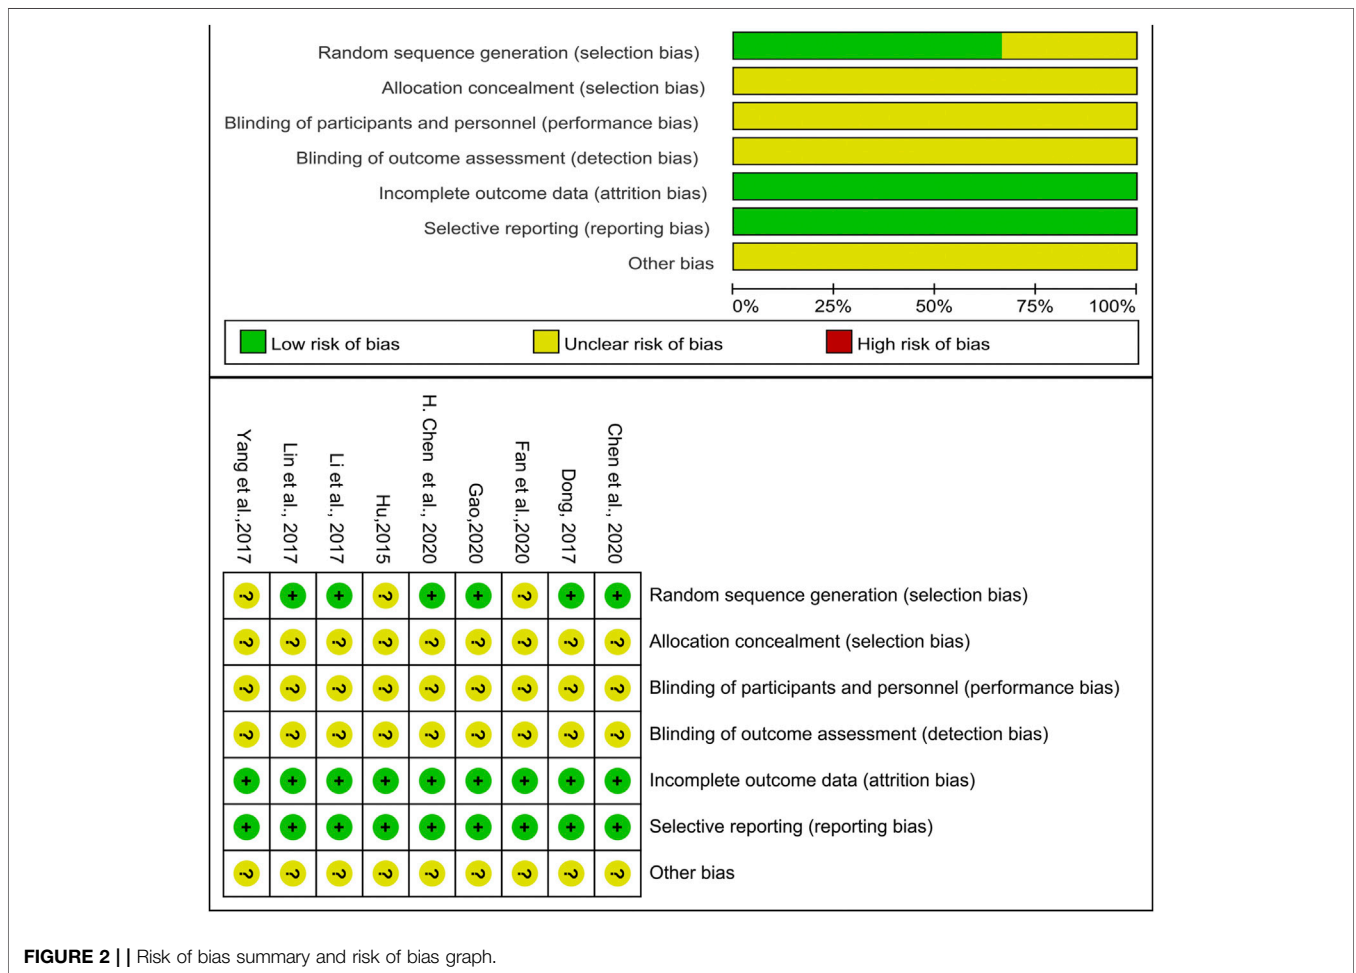 Random sequence generation (selection bias)
Allocation concealment (selection bias)
Blinding of participants and personnel (performance bias)
Blinding of outcome assessment (detection bias)
Incomplete outcome data (attrition bias)
Selective reporting (reporting bias)
Other bias
0% 25% 50% 75% 100%
Low risk of bias Unclear risk of bias High risk of bias
Yang et al.,2017
Lin et al., 2017
Li et al., 2017
Hu,2015
H. Chen et al., 2020
Gao,2020
Fan et al.,2020
Dong, 2017
Chen et al., 2020
? + + ? + + ? + + Random sequence generation (selection bias)
? ? ? ? ? ? ? ? ? Allocation concealment (selection bias)
? ? ? ? ? ? ? ? ? Blinding of participants and personnel (performance bias)
? ? ? ? ? ? ? ? ? Blinding of outcome assessment (detection bias)
+ + + + + + + + + Incomplete outcome data (attrition bias)
+ + + + + + + + + Selective reporting (reporting bias)
? ? ? ? ? ? ? ? ? Other bias
FIGURE 2 | | Risk of bias summary and risk of bias graph.